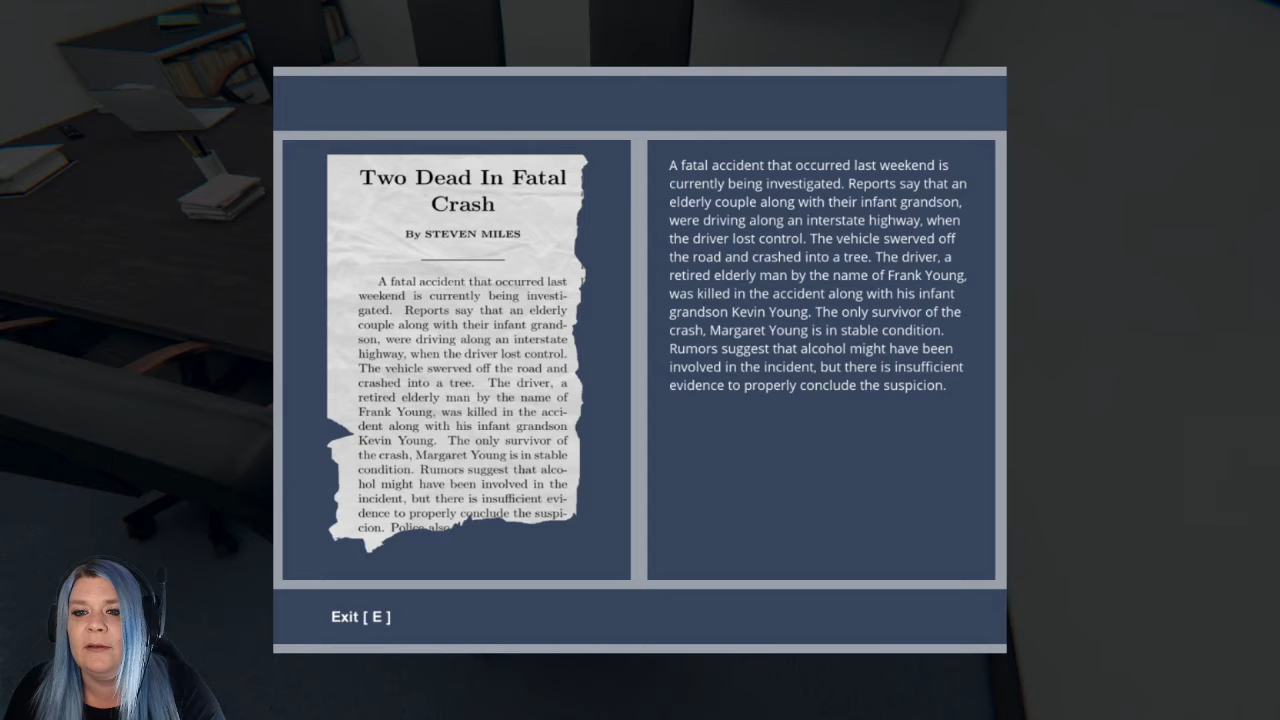 Two Dead In Fatal
Crash
By STEVEN MILES
A fatal accident that occurred last
weekend is currently being investi-
gated. Reports say that an elderly
couple along with their infant grand-
son, were driving along an interstate
highway, when the driver lost control.
The vehicle swerved off the road and
crashed into a tree. The driver, a
retired elderly man by the name of
Frank Young, was killed in the acci-
dent along with his infant grandson
Kevin Young. The only survivor of
the crash, Margaret Young is in stable
condition. Rumors suggest that alco-
hol might have been involved in the
incident, but there is insufficient evi-
dence to properly conclude the suspi-
cion. Police also
A fatal accident that occurred last weekend is
currently being investigated. Reports say that an
elderly couple along with their infant grandson,
were driving along an interstate highway, when
the driver lost control. The vehicle swerved off
the road and crashed into a tree. The driver, a
retired elderly man by the name of Frank Young,
was killed in the accident along with his infant
grandson Kevin Young. The only survivor of the
crash, Margaret Young is in stable condition.
Rumors suggest that alcohol might have been
involved in the incident, but there is insufficient
evidence to properly conclude the suspicion.
Exit [ E ]